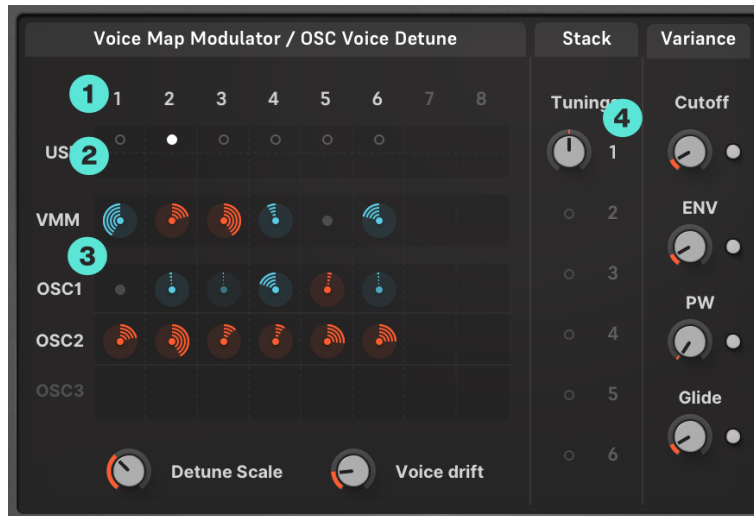 Voice Map Modulator / OSC Voice Detune
Stack
Variance
1
1 2 3 4 5 6 7 8
2
VMM
3
OSC1
OSC2
OSC3
Detune Scale
Voice drift
4
1
2
3
4
5
6
Cutoff
ENV
PW
Glide